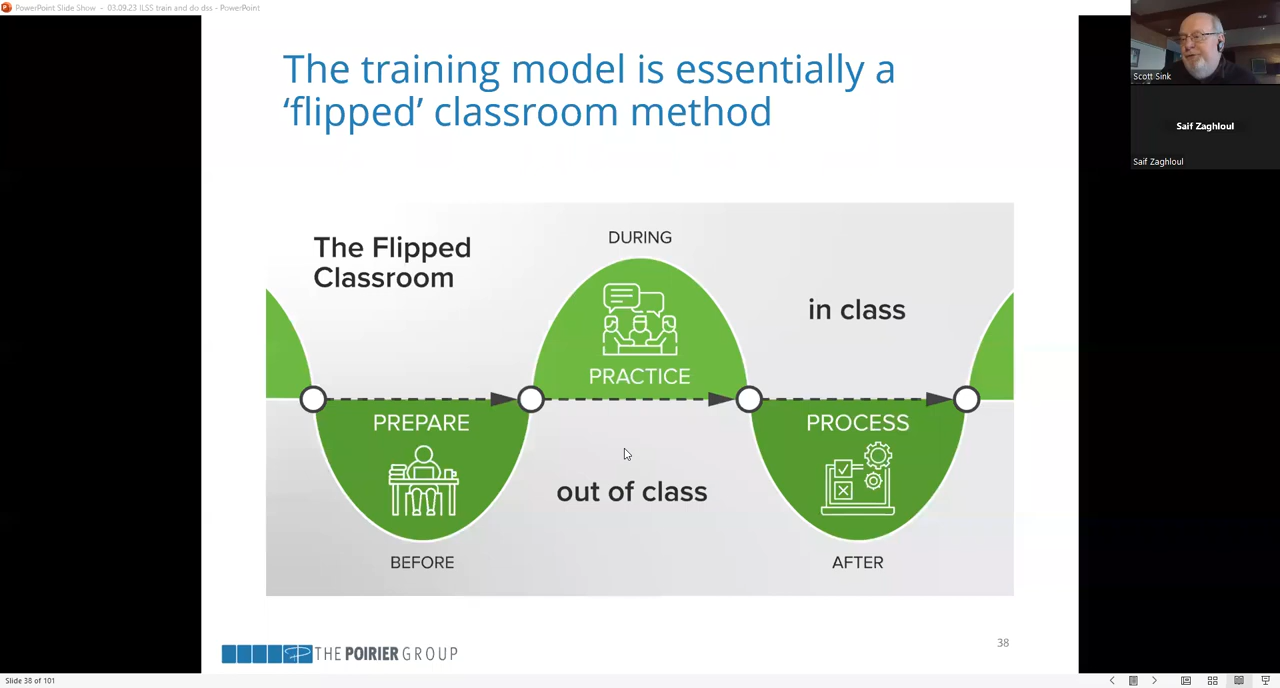 PowerPoint Slide Show - 03.09.23 ILSS train and do dss - PowerPoint
The training model is essentially a
‘flipped’ classroom method
Scott Sink
Saif Zaghloul
Saif Zaghloul
The Flipped
Classroom
DURING
in class
PRACTICE
PREPARE
PROCESS
out of class
BEFORE
AFTER
THE POIRIER GROUP
38
Slide 38 of 101